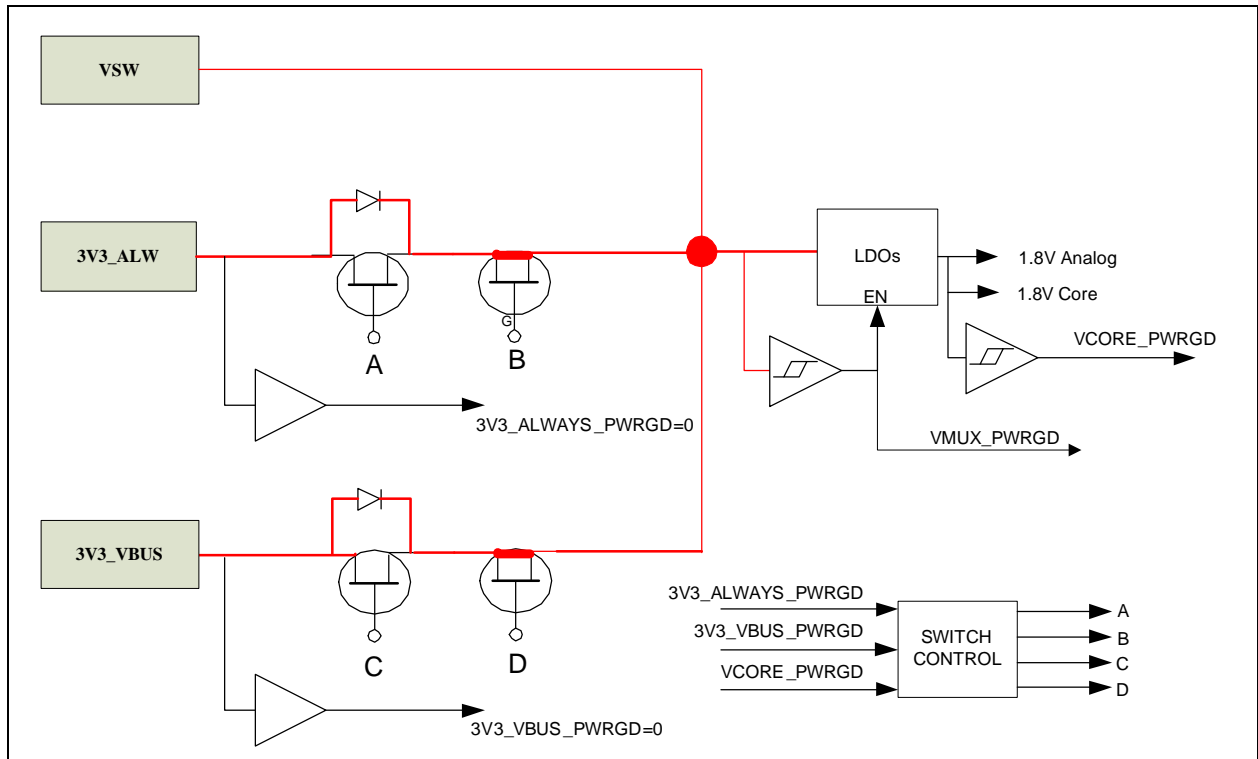 VSW
3V3_ALW
A
G
B
3V3_ALWAYS_PWRGD=0
LDOs
EN
1.8V Analog
1.8V Core
VCORE_PWRGD
VMUX_PWRGD
3V3_VBUS
C
D
3V3_VBUS_PWRGD=0
3V3_ALWAYS_PWRGD
3V3_VBUS_PWRGD
VCORE_PWRGD
SWITCH
CONTROL
A
B
C
D